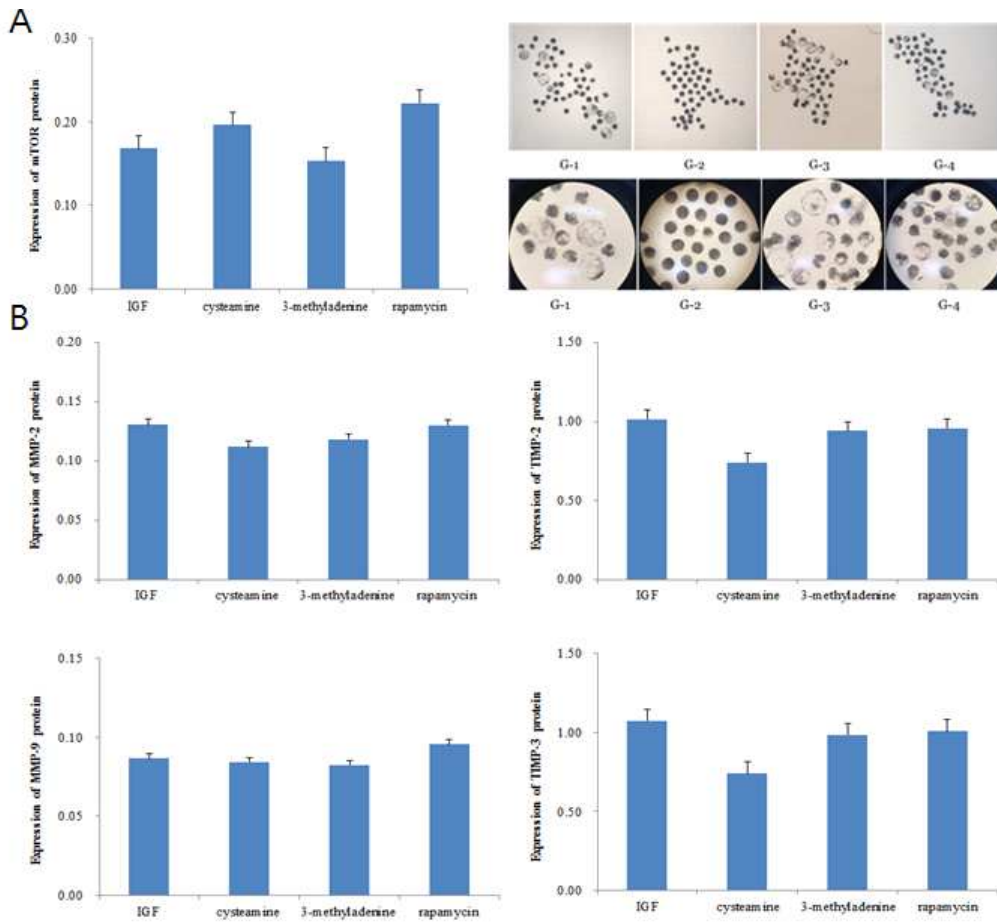 A
Expression of mTOR protein
0.30
0.20
0.10
0.00
IGF cysteamine 3-methyladenine rapamycin
G-1 G-2 G-3 G-4
G-1 G-2 G-3 G-4
B
Expression of MMP-2 protein
0.20
0.15
0.10
0.05
0.00
IGF cysteamine 3-methyladenine rapamycin
Expression of TIMP-2 protein
1.50
1.00
0.50
0.00
IGF cysteamine 3-methyladenine rapamycin
Expression of MMP-9 protein
0.15
0.10
0.05
0.00
IGF cysteamine 3-methyladenine rapamycin
Expression of TIMP-3 protein
1.50
1.00
0.50
0.00
IGF cysteamine 3-methyladenine rapamycin